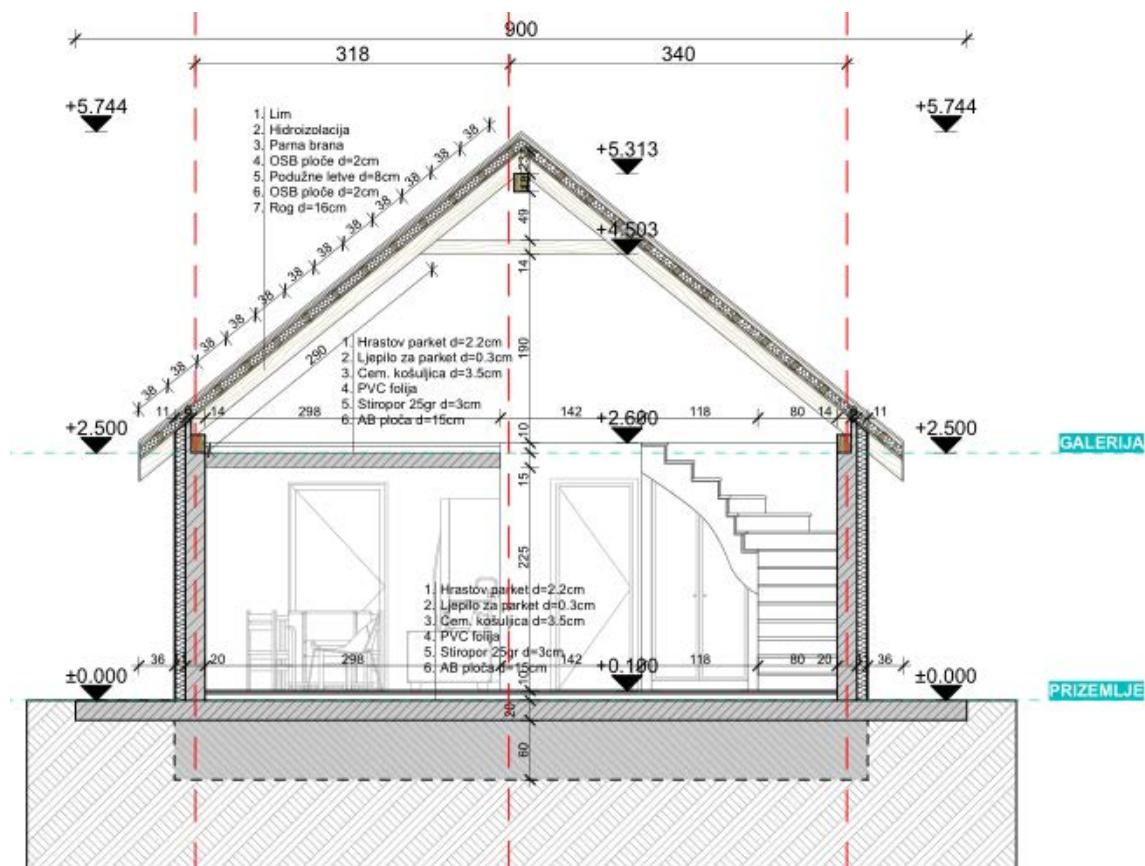 900
318
340
+5.744
+5.744
1. Lim
2. Hidroizolacija
3. Parna brana
4. OSB ploče d=2cm
5. Podužne letve d=8cm
6. OSB ploče d=2cm
7. Rog d=16cm
38
38
38
38
38
38
38
38
38
38
38
38
+5.313
49
+4.503
14
190
290
1. Hrastov parket d=2.2cm
2. Ljepilo za parket d=0.3cm
3. Cem. košuljica d=3.5cm
4. PVC folija
5. Stiropor 25gr d=3cm
6. AB ploča d=15cm
11
14
298
142
118
80
14
11
+2.500
+2.600
+2.500
10
GALERIJA
15
225
1. Hrastov parket d=2.2cm
2. Ljepilo za parket d=0.3cm
3. Cem. košuljica d=3.5cm
4. PVC folija
5. Stiropor 25gr d=3cm
6. AB ploča d=15cm
36
20
298
142
118
80
20
36
±0.000
+0.100
±0.000
10
PRIZEMLJE
20
60